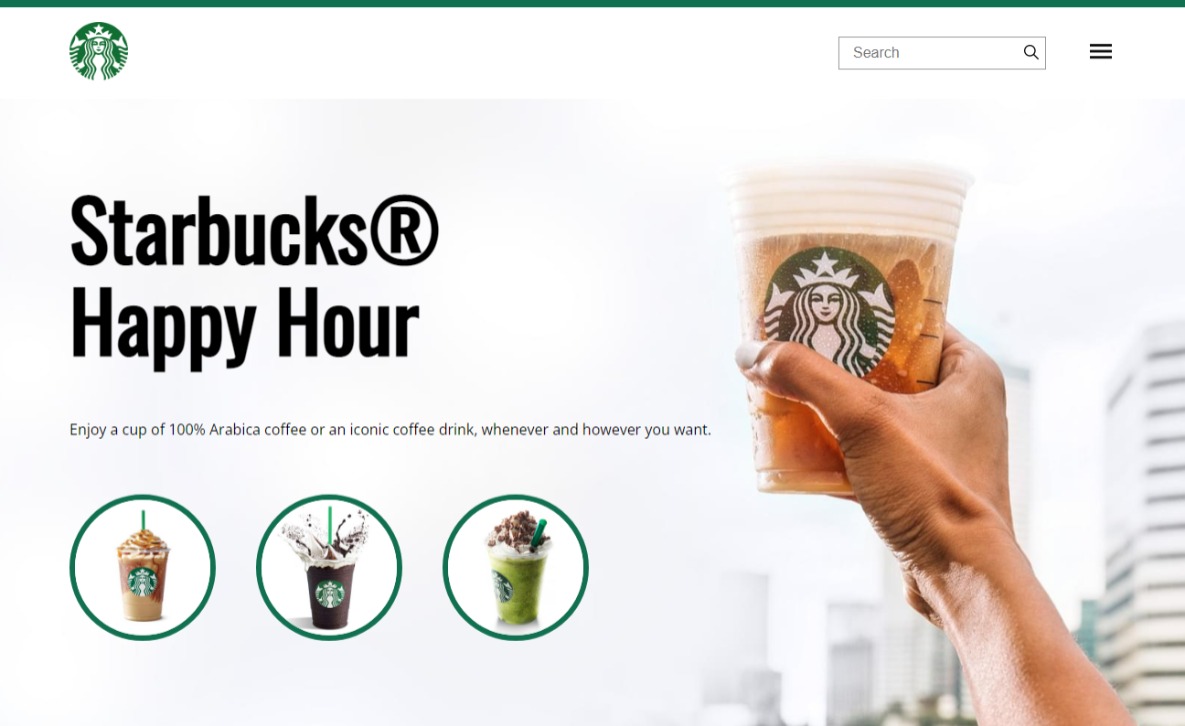 Search
Starbucks®
Happy Hour
Enjoy a cup of 100% Arabica coffee or an iconic coffee drink, whenever and however you want.